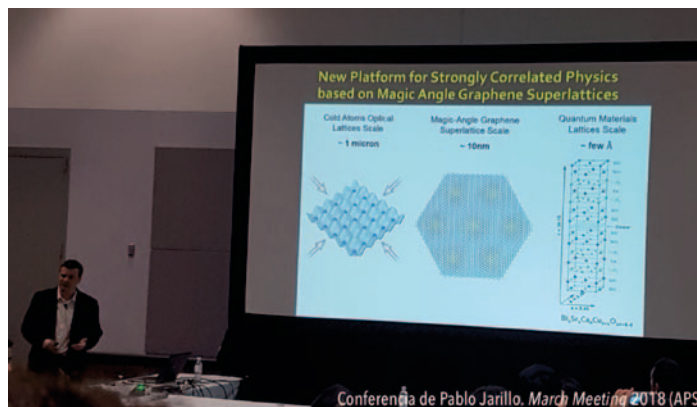 New Platform for Strongly Correlated Physics
based on Magic Angle Graphene Superlattices
Cold Atoms Optical
Lattices Scale
~ 1 micron
Magic-Angle Graphene
Superlattice Scale
~ 10nm
Quantum Materials
Lattices Scale
~ few Å
Conferencia de Pablo Jarillo. March Meeting 2018 (APS